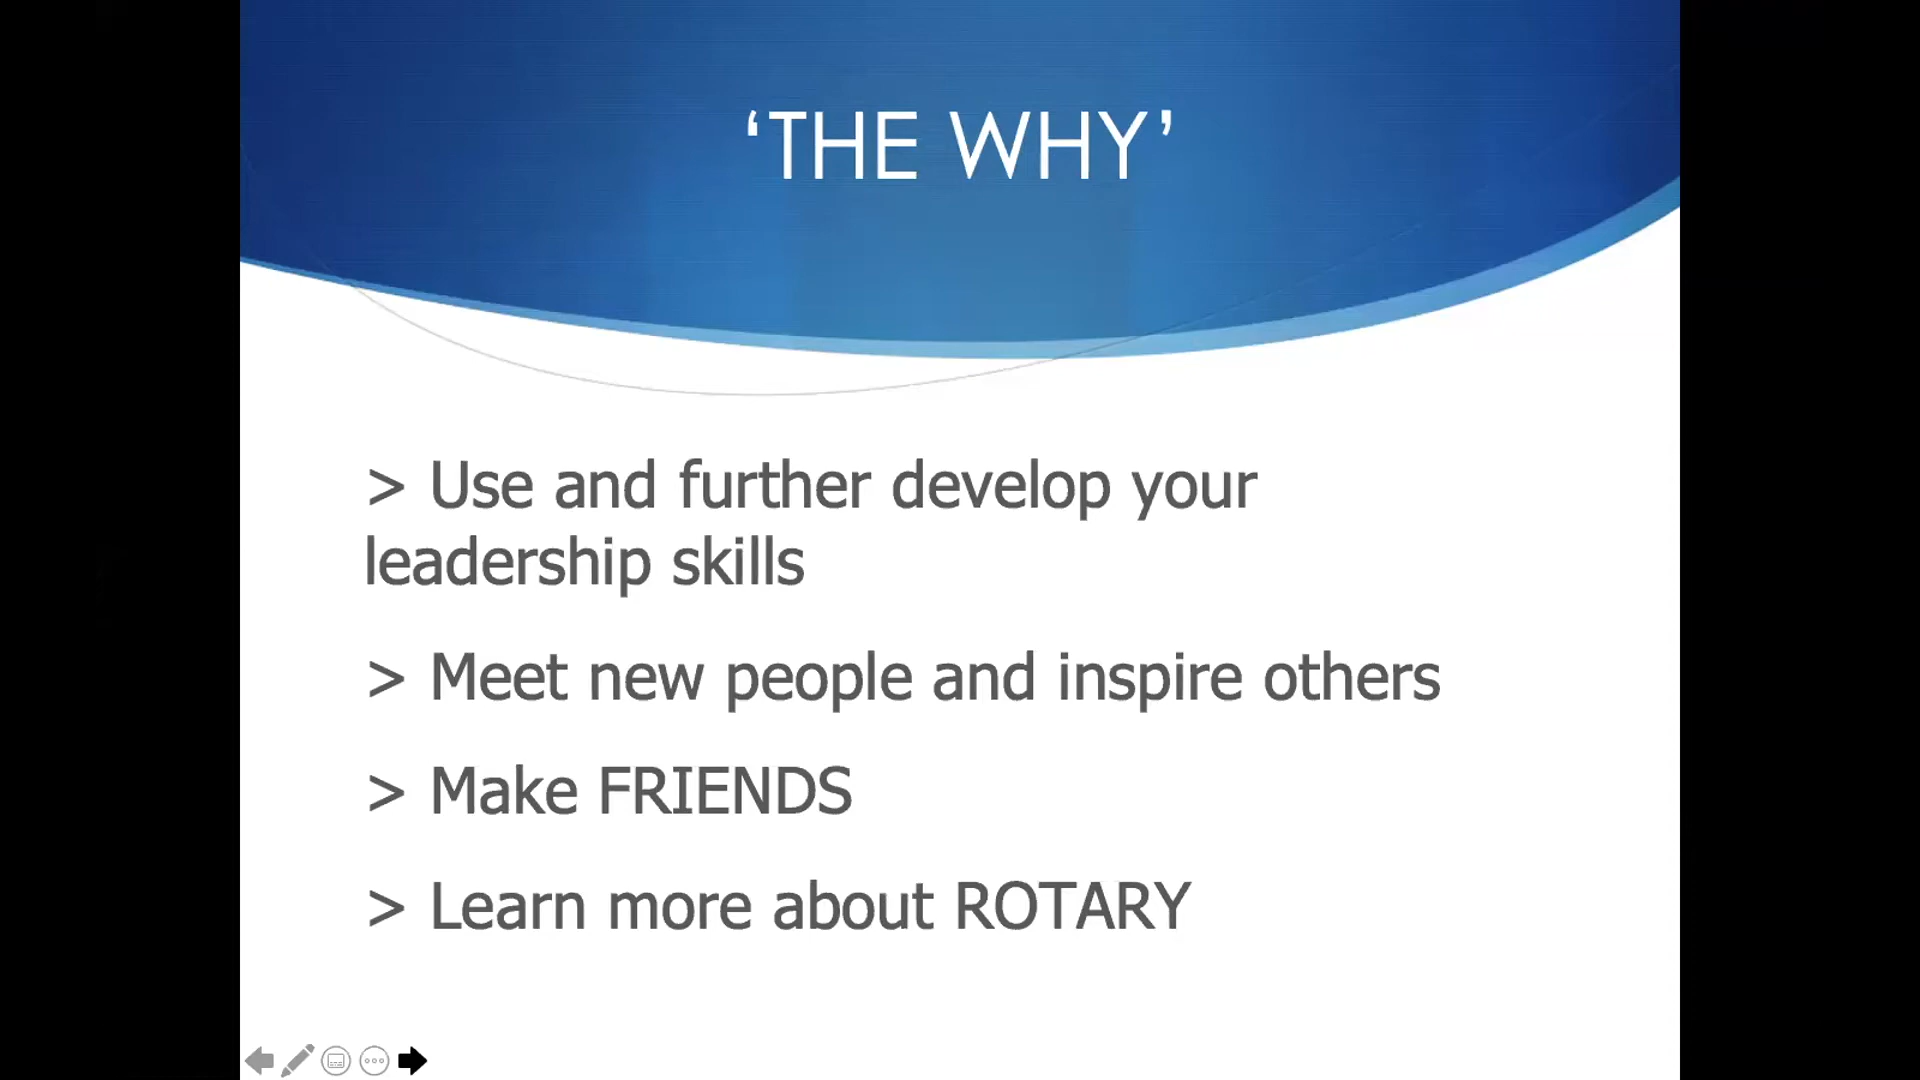 ‘THE WHY’
> Use and further develop your
leadership skills
> Meet new people and inspire others
> Make FRIENDS
> Learn more about ROTARY